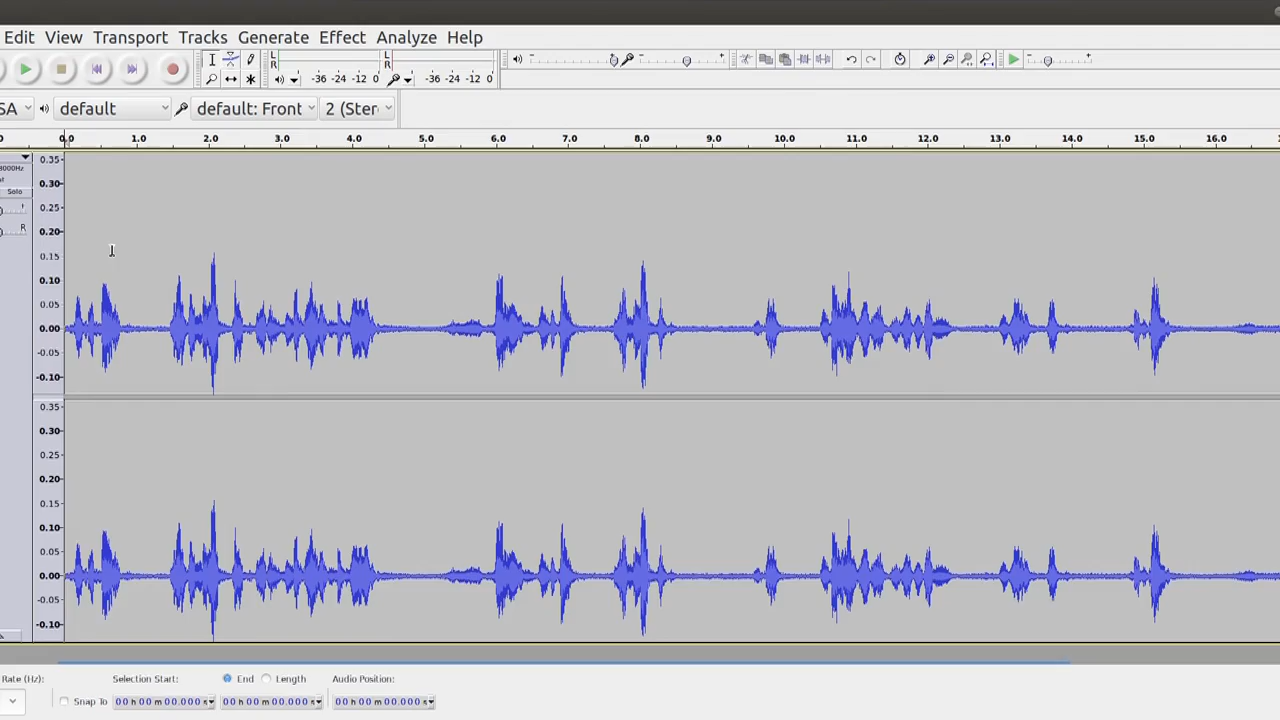 Edit View Transport Tracks Generate Effect Analyze Help
L
R
L
R
-36 -24 -12 0
-36 -24 -12 0
SA default default: Front 2 (Ster
0 0.0 1.0 2.0 3.0 4.0 5.0 6.0 7.0 8.0 9.0 10.0 11.0 12.0 13.0 14.0 15.0 16.0
0.35
0.30
0.25
0.20
0.15
0.10
0.05
0.00
-0.05
-0.10
Solo
R
0.35
0.30
0.25
0.20
0.15
0.10
0.05
0.00
-0.05
-0.10
Rate (Hz): Selection Start: End Length Audio Position:
Snap To 00 h 00 m 00.000 s 00 h 00 m 00.000 s 00 h 00 m 00.000 s